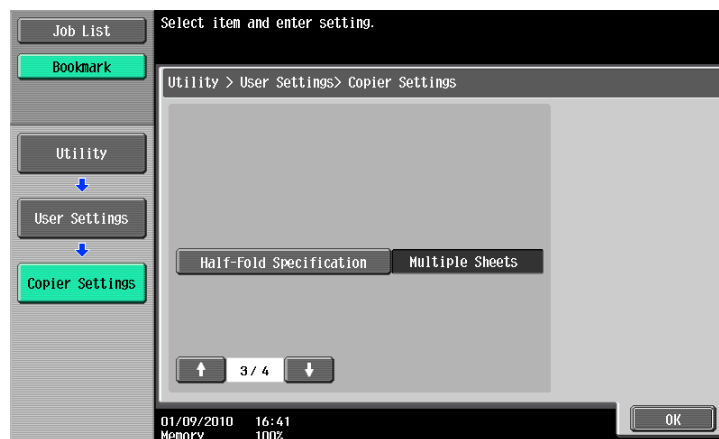 Job List
Bookmark
Utility
User Settings
Copier Settings
Select item and enter setting.
Utility > User Settings> Copier Settings
Half-Fold Specification Multiple Sheets
3/ 4
OK
01/09/2010 16:41
Memory 100%